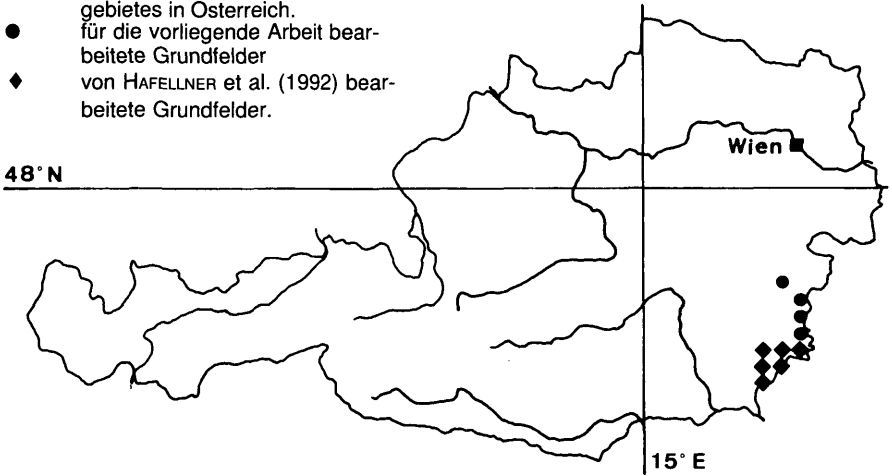 gebietes in Österreich.
für die vorliegende Arbeit bear-
beitete Grundfelder
von HAFELLNER et al. (1992) bear-
beitete Grundfelder.
Wien
48°N
15°E